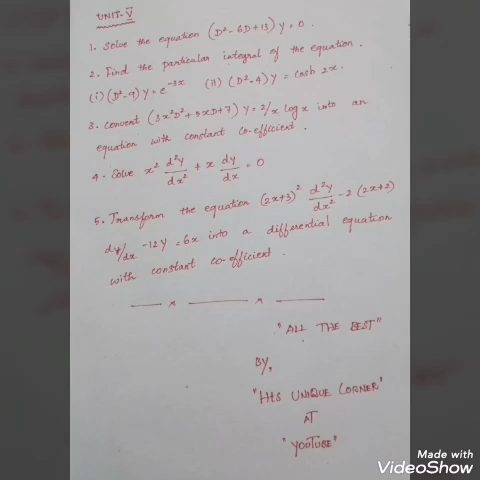 UNIT-V
1. Solve the equation (D² - 6D + 13) Y = 0.
2. Find the particular integral of the equation.
(i) (D²-9) Y = e⁻³ˣ (ii) (D²-4) Y = cosh 2x.
3. Convert (3x²D² + 5xD + 7) Y = 2/x log x into an
equation with constant co-efficient.
4. Solve x² d²y/dx² + x dy/dx = 0
5. Transform the equation (2x+3)² d²y/dx² - 2 (2x+2)
dy/dx - 12Y = 6x into a differential equation
with constant co-efficient.
"ALL THE BEST"
BY,
"HtS UNIQUE CORNER"
AT
"YOUTUBE"
Made with
VideoShow